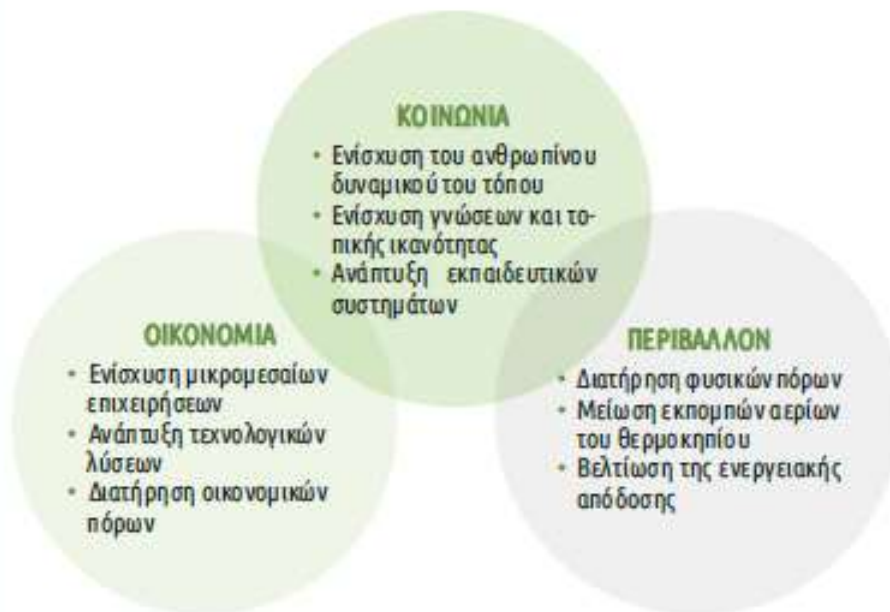 ΚΟΙΝΩΝΙΑ
• Ενίσχυση του ανθρωπίνου
δυναμικού του τόπου
• Ενίσχυση γνώσεων και το-
πικής ικανότητας
• Ανάπτυξη εκπαιδευτικών
συστημάτων
ΟΙΚΟΝΟΜΙΑ
• Ενίσχυση μικρομεσαίων
επιχειρήσεων
• Ανάπτυξη τεχνολογικών
λύσεων
• Διατήρηση οικονομικών
πόρων
ΠΕΡΙΒΑΛΛΟΝ
• Διατήρηση φυσικών πόρων
• Μείωση εκπομπών αερίων
του θερμοκηπίου
• Βελτίωση της ενεργειακής
απόδοσης